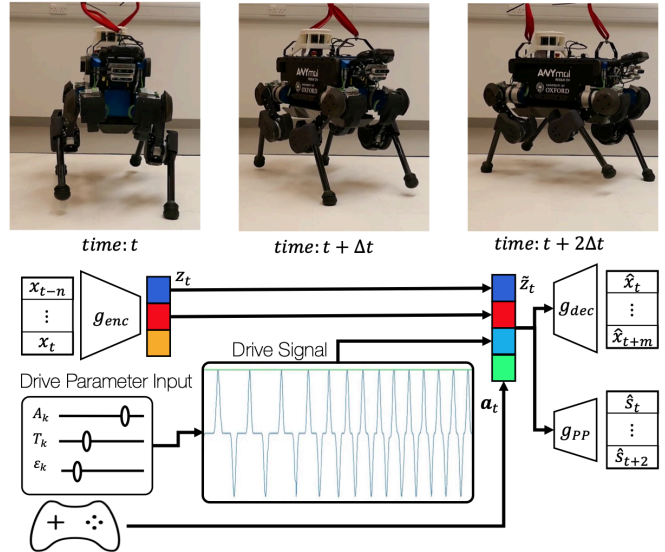 ANYmal
UNIVERSITY OF
OXFORD
ANYmal
UNIVERSITY OF
OXFORD
time: t
time: t + Δt
time: t + 2Δt
x_{t−n}
⋮
x_t
g_{enc}
z_t
z̃_t
g_{dec}
x̂_t
⋮
x̂_{t+m}
Drive Signal
Drive Parameter Input
A_k
T_k
ε_k
a_t
g_{PP}
ŝ_t
⋮
ŝ_{t+2}